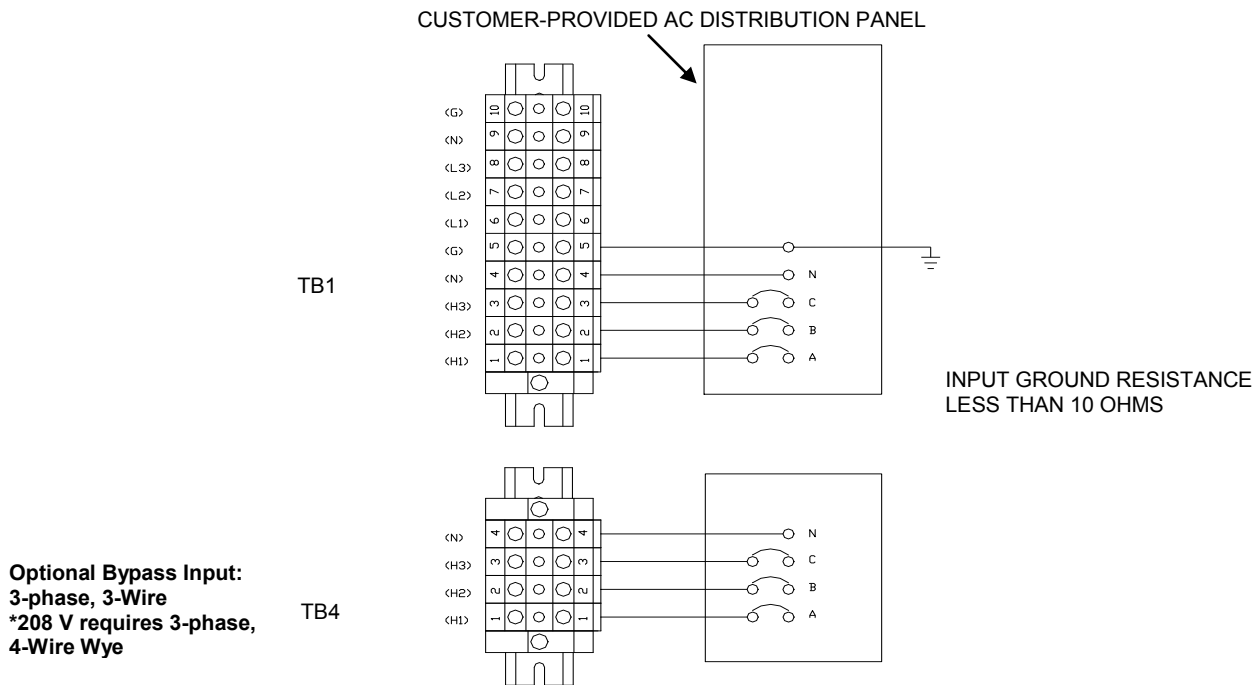 CUSTOMER-PROVIDED AC DISTRIBUTION PANEL
(G) 10 10
(N) 9 9
(L3) 8 8
(L2) 7 7
(L1) 6 6
(G) 5 5
(N) 4 4 N
(H3) 3 3 C
(H2) 2 2 B
(H1) 1 1 A
TB1
INPUT GROUND RESISTANCE
LESS THAN 10 OHMS
(N) 4 4 N
(H3) 3 3 C
(H2) 2 2 B
(H1) 1 1 A
TB4
Optional Bypass Input:
3-phase, 3-Wire
*208 V requires 3-phase,
4-Wire Wye